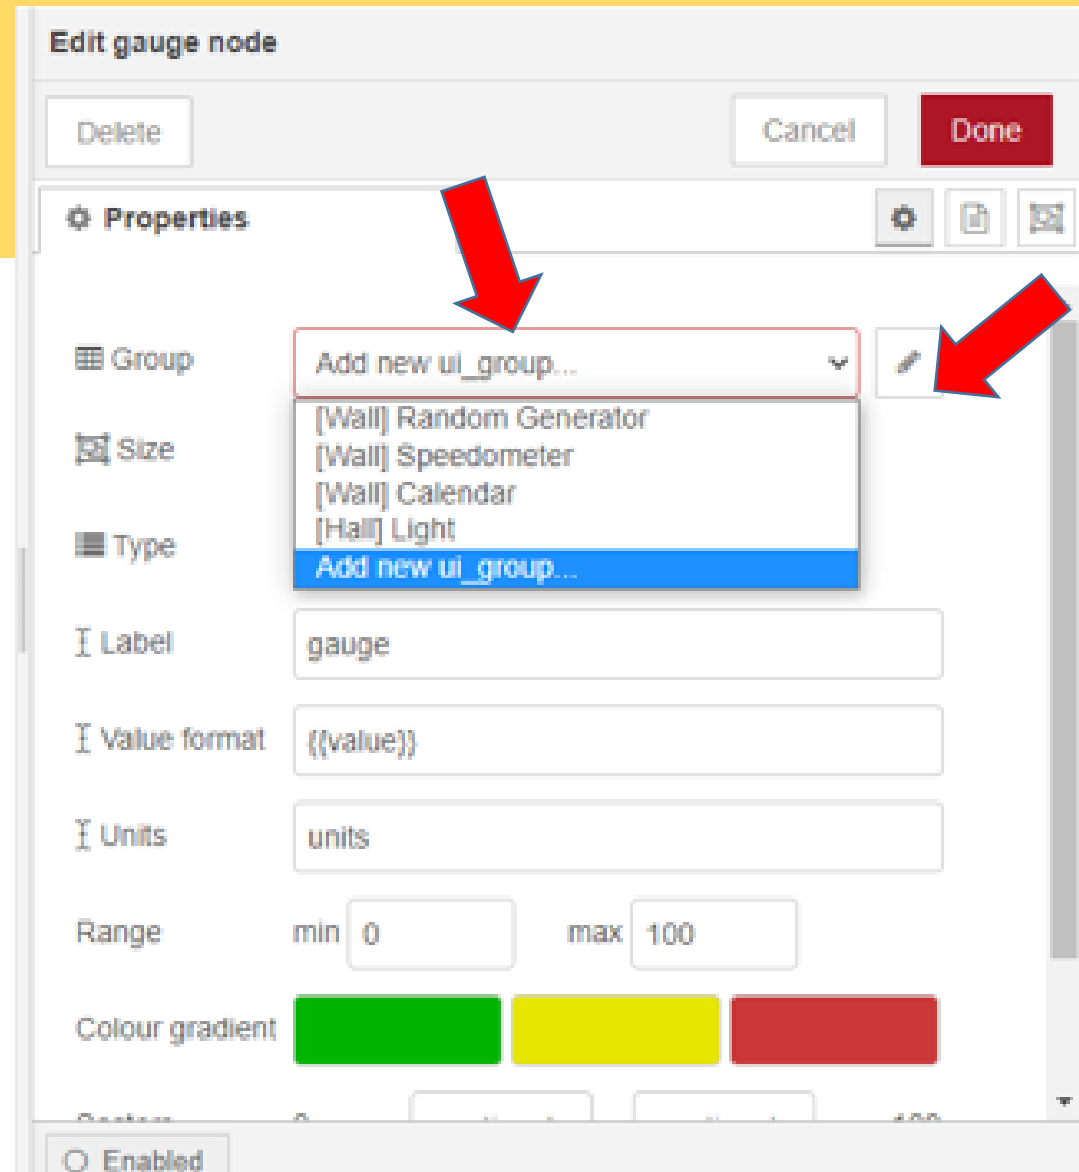 Edit gauge node
Delete
Cancel
Done
Properties
Group
Add new ui_group...
[Wall] Random Generator
[Wall] Speedometer
[Wall] Calendar
[Hall] Light
Add new ui_group...
Size
Type
Label
gauge
Value format
{{value}}
Units
units
Range
min 0
max 100
Colour gradient
Enabled